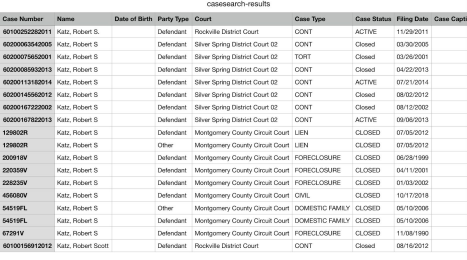 casesearch-results
Case Number Name Date of Birth Party Type Court Case Type Case Status Filing Date Case Capti
60100252282011 Katz, Robert S. Defendant Rockville District Court CONT ACTIVE 11/29/2011
60200063542005 Katz, Robert S Defendant Silver Spring District Court 02 CONT Closed 03/30/2005
60200075652001 Katz, Robert S Defendant Silver Spring District Court 02 TORT Closed 03/26/2001
60200085932013 Katz, Robert S Defendant Silver Spring District Court 02 CONT Closed 04/22/2013
60200113182014 Katz, Robert S Defendant Silver Spring District Court 02 CONT ACTIVE 07/21/2014
60200145562012 Katz, Robert S Defendant Silver Spring District Court 02 CONT Closed 08/02/2012
60200167222002 Katz, Robert S Defendant Silver Spring District Court 02 CONT Closed 08/12/2002
60200167822013 Katz, Robert S Defendant Silver Spring District Court 02 CONT ACTIVE 09/06/2013
129802R Katz, Robert S Defendant Montgomery County Circuit Court LIEN CLOSED 07/05/2012
129802R Katz, Robert S Other Montgomery County Circuit Court LIEN CLOSED 07/05/2012
200918V Katz, Robert S Defendant Montgomery County Circuit Court FORECLOSURE CLOSED 06/28/1999
220359V Katz, Robert S Defendant Montgomery County Circuit Court FORECLOSURE CLOSED 04/11/2001
228235V Katz, Robert S Defendant Montgomery County Circuit Court FORECLOSURE CLOSED 01/03/2002
456080V Katz, Robert S Defendant Montgomery County Circuit Court CIVIL CLOSED 10/17/2018
54519FL Katz, Robert S Other Montgomery County Circuit Court DOMESTIC FAMILY CLOSED 05/10/2006
54519FL Katz, Robert S Defendant Montgomery County Circuit Court DOMESTIC FAMILY CLOSED 05/10/2006
67291V Katz, Robert S Defendant Montgomery County Circuit Court FORECLOSURE CLOSED 11/08/1990
60100156912012 Katz, Robert Scott Defendant Rockville District Court CONT Closed 08/16/2012